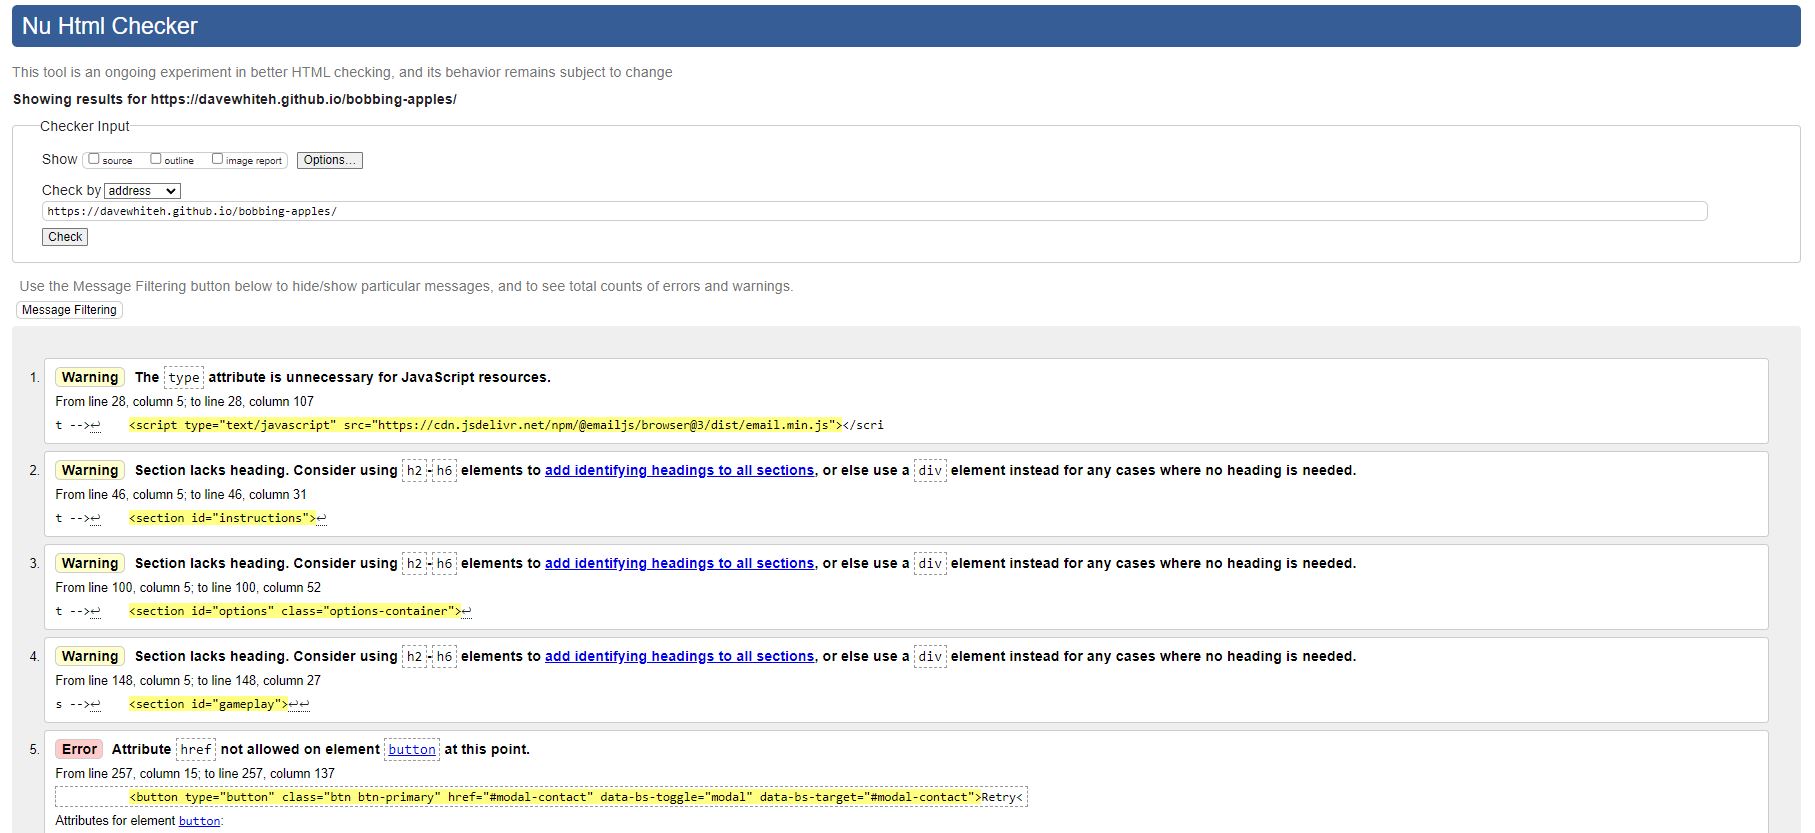 Nu Html Checker
This tool is an ongoing experiment in better HTML checking, and its behavior remains subject to change
Showing results for https://davewhiteh.github.io/bobbing-apples/
Checker Input
Show source outline image report Options...
Check by address
https://davewhiteh.github.io/bobbing-apples/
Check
Use the Message Filtering button below to hide/show particular messages, and to see total counts of errors and warnings.
Message Filtering
1. Warning The type attribute is unnecessary for JavaScript resources.
From line 28, column 5; to line 28, column 107
t -->↩ <script type="text/javascript" src="https://cdn.jsdelivr.net/npm/@emailjs/browser@3/dist/email.min.js"></scri
2. Warning Section lacks heading. Consider using h2-h6 elements to add identifying headings to all sections, or else use a div element instead for any cases where no heading is needed.
From line 46, column 5; to line 46, column 31
t -->↩ <section id="instructions">↩
3. Warning Section lacks heading. Consider using h2-h6 elements to add identifying headings to all sections, or else use a div element instead for any cases where no heading is needed.
From line 100, column 5; to line 100, column 52
t -->↩ <section id="options" class="options-container">↩
4. Warning Section lacks heading. Consider using h2-h6 elements to add identifying headings to all sections, or else use a div element instead for any cases where no heading is needed.
From line 148, column 5; to line 148, column 27
s -->↩ <section id="gameplay">↩↩
5. Error Attribute href not allowed on element button at this point.
From line 257, column 15; to line 257, column 137
<button type="button" class="btn btn-primary" href="#modal-contact" data-bs-toggle="modal" data-bs-target="#modal-contact">Retry<
Attributes for element button: